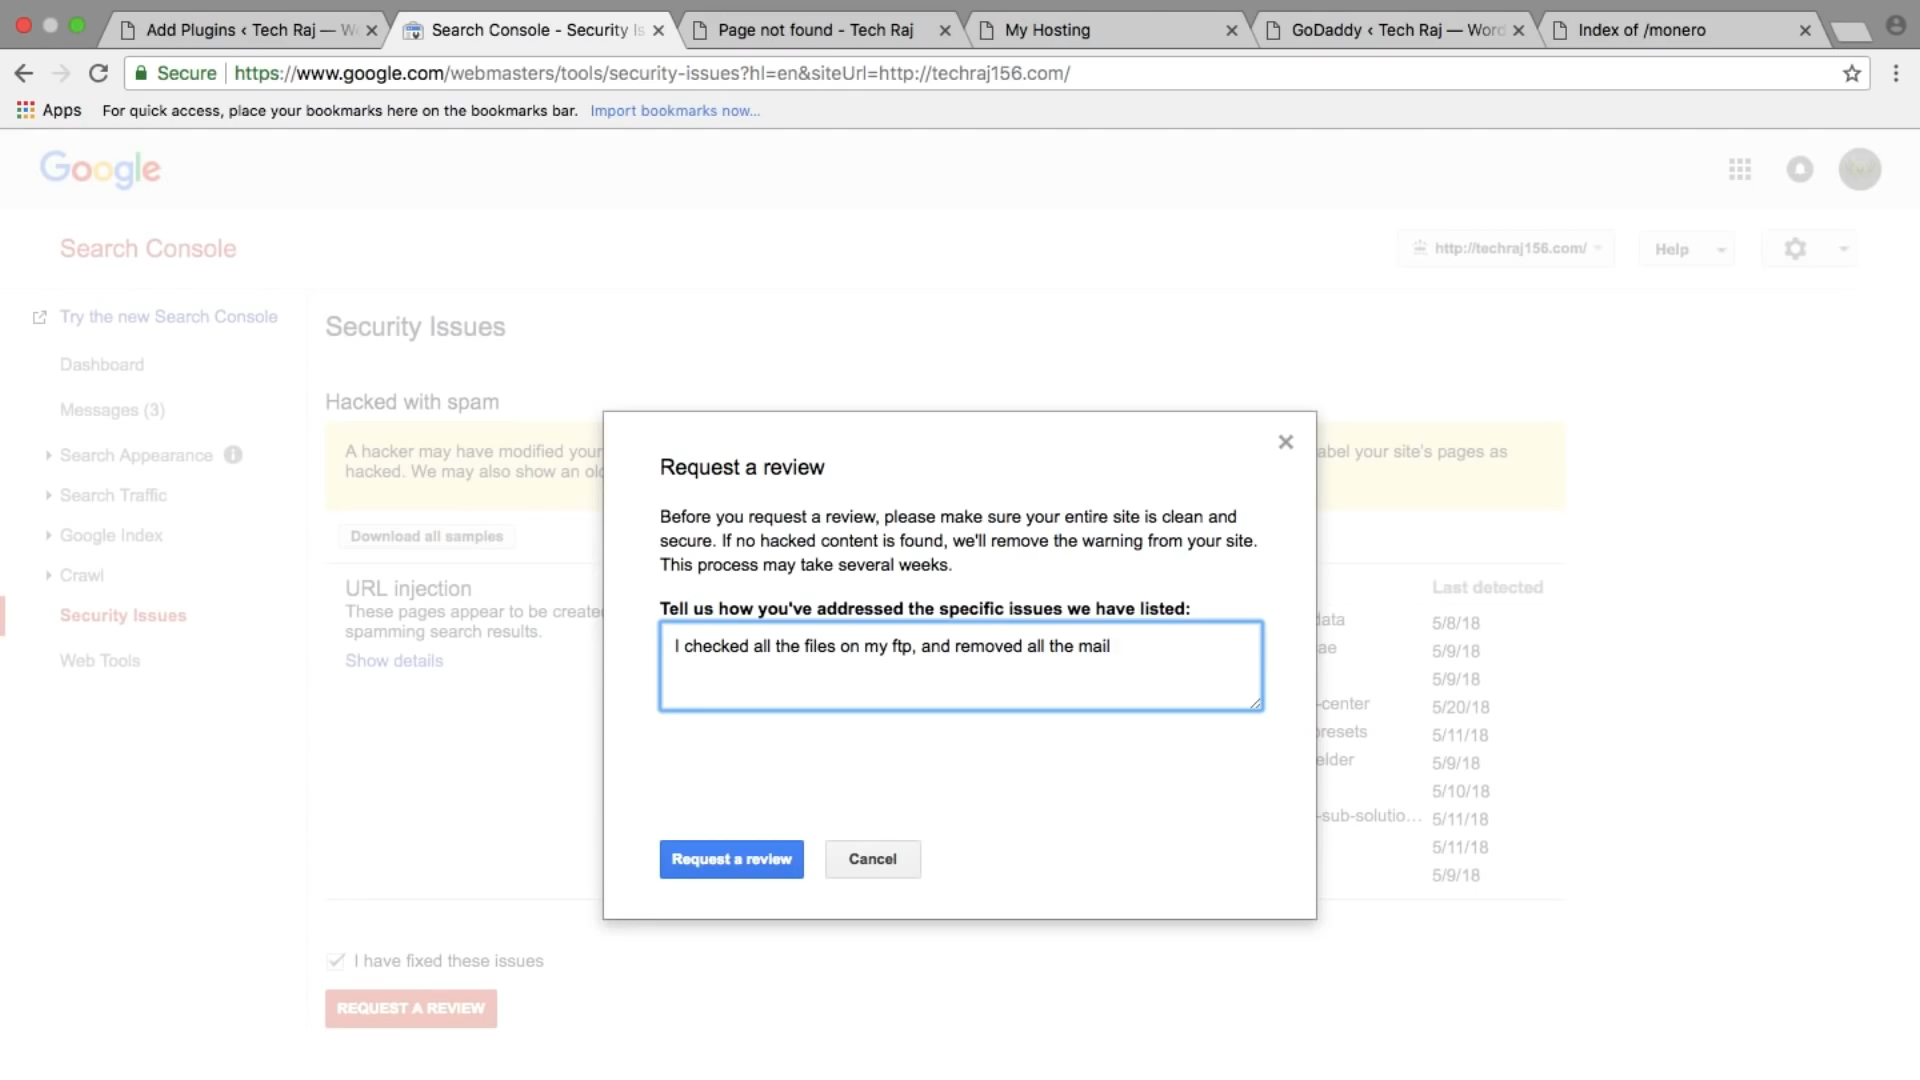 Add Plugins ‹ Tech Raj — W
Search Console - Security Is
Page not found - Tech Raj
My Hosting
GoDaddy ‹ Tech Raj — Word
Index of /monero
Secure
https://www.google.com/webmasters/tools/security-issues?hl=en&siteUrl=http://techraj156.com/
Apps For quick access, place your bookmarks here on the bookmarks bar. Import bookmarks now...
Google
Search Console
http://techraj156.com/
Help
Try the new Search Console
Dashboard
Messages (3)
Search Appearance
Search Traffic
Google Index
Crawl
Security Issues
Web Tools
Security Issues
Hacked with spam
A hacker may have modified your
abel your site's pages as
hacked. We may also show an old
Download all samples
URL injection
These pages appear to be create
spamming search results.
Show details
Request a review
Before you request a review, please make sure your entire site is clean and
secure. If no hacked content is found, we'll remove the warning from your site.
This process may take several weeks.
Tell us how you've addressed the specific issues we have listed:
I checked all the files on my ftp, and removed all the mail
Request a review
Cancel
Last detected
data 5/8/18
ae 5/9/18
5/9/18
-center 5/20/18
presets 5/11/18
elder 5/9/18
5/10/18
-sub-solutio... 5/11/18
5/11/18
5/9/18
I have fixed these issues
REQUEST A REVIEW